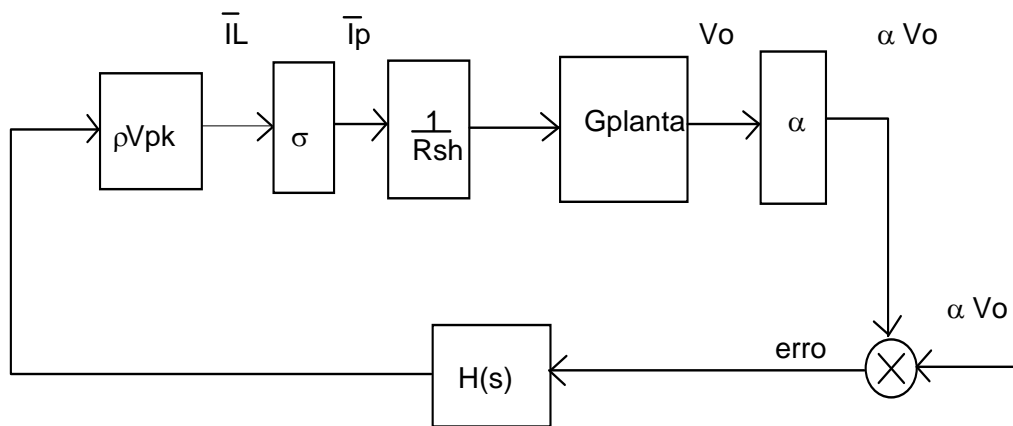 IL
Ip
Vo
α Vo
ρVpk
σ
1
Rsh
Gplanta
α
α Vo
erro
H(s)